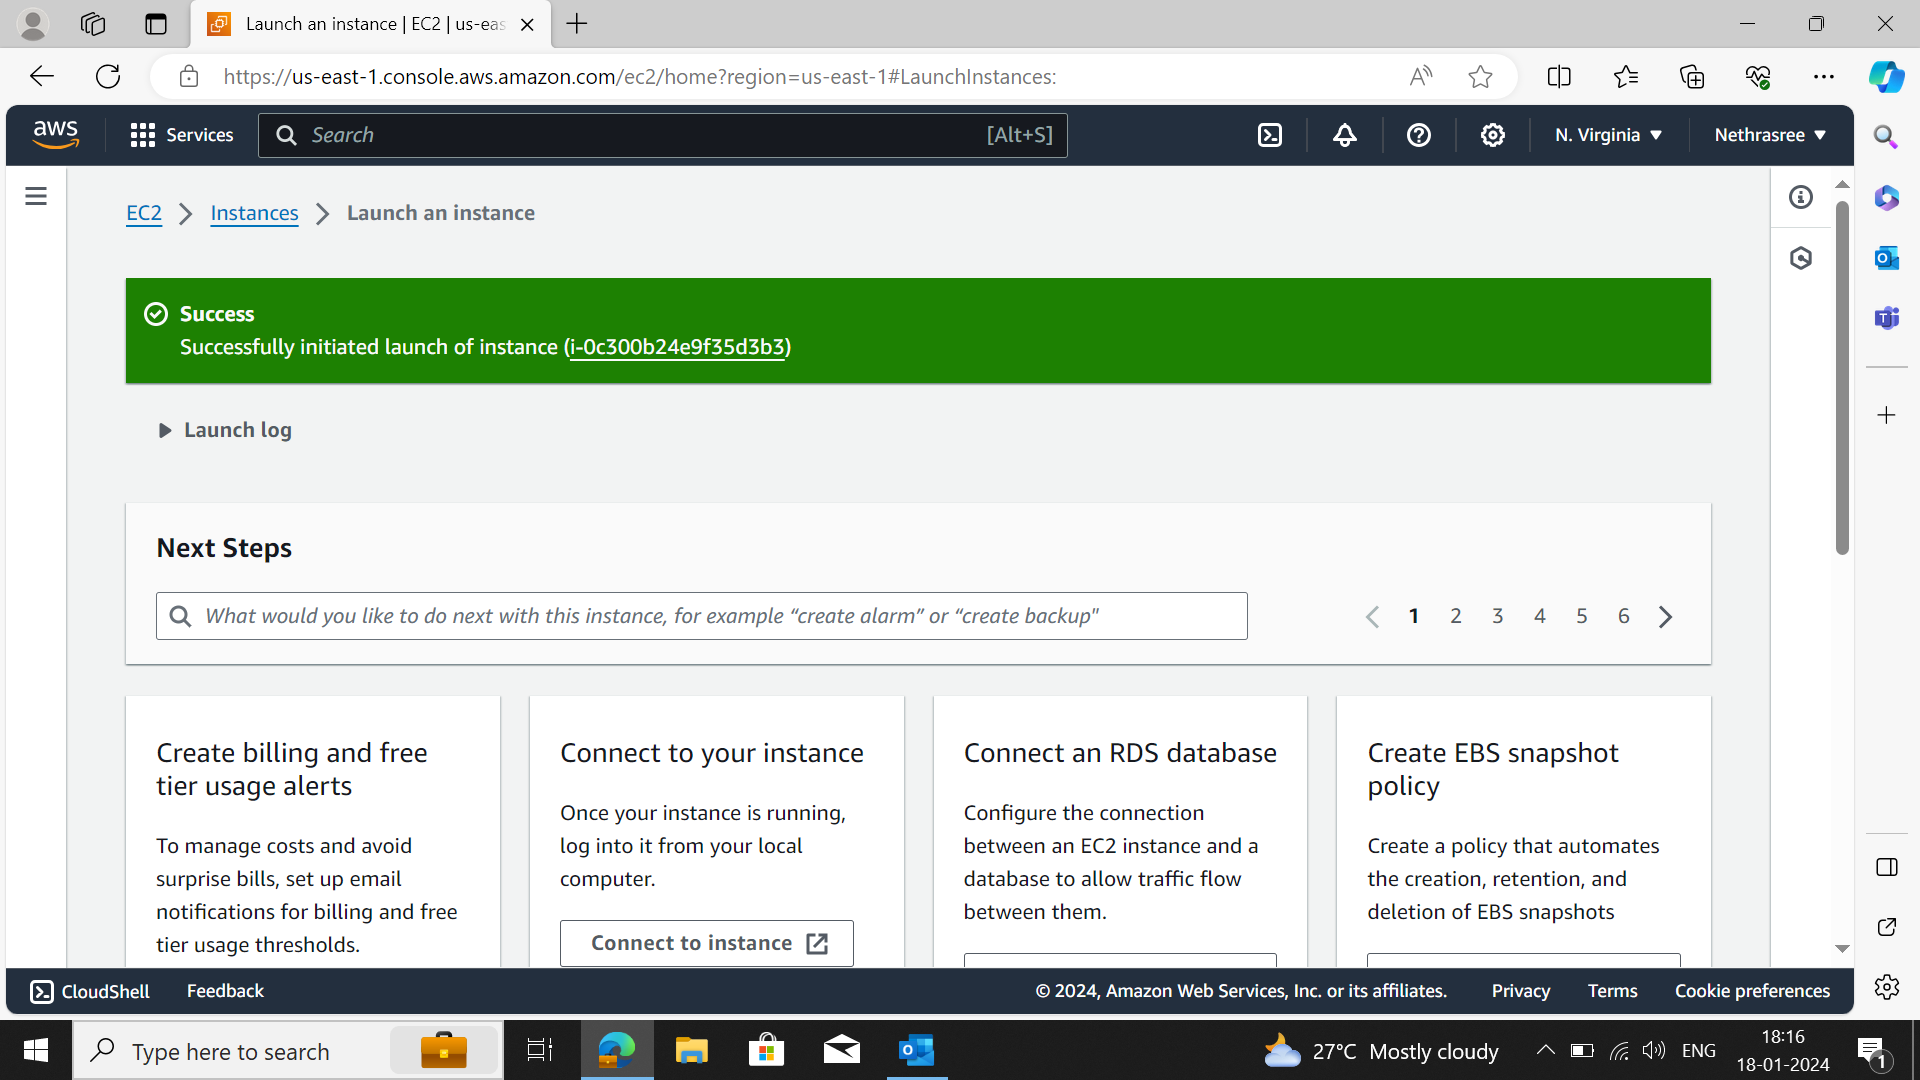 Launch an instance | EC2 | us-eas
https://us-east-1.console.aws.amazon.com/ec2/home?region=us-east-1#LaunchInstances:
aws
Services
Search
[Alt+S]
N. Virginia
Nethrasree
EC2 > Instances > Launch an instance
Success
Successfully initiated launch of instance (i-0c300b24e9f35d3b3)
Launch log
Next Steps
What would you like to do next with this instance, for example “create alarm” or “create backup"
1 2 3 4 5 6
Create billing and free
tier usage alerts
To manage costs and avoid
surprise bills, set up email
notifications for billing and free
tier usage thresholds.
Connect to your instance
Once your instance is running,
log into it from your local
computer.
Connect to instance
Connect an RDS database
Configure the connection
between an EC2 instance and a
database to allow traffic flow
between them.
Create EBS snapshot
policy
Create a policy that automates
the creation, retention, and
deletion of EBS snapshots
CloudShell
Feedback
© 2024, Amazon Web Services, Inc. or its affiliates.
Privacy
Terms
Cookie preferences
Type here to search
27°C Mostly cloudy
ENG
18:16
18-01-2024
1